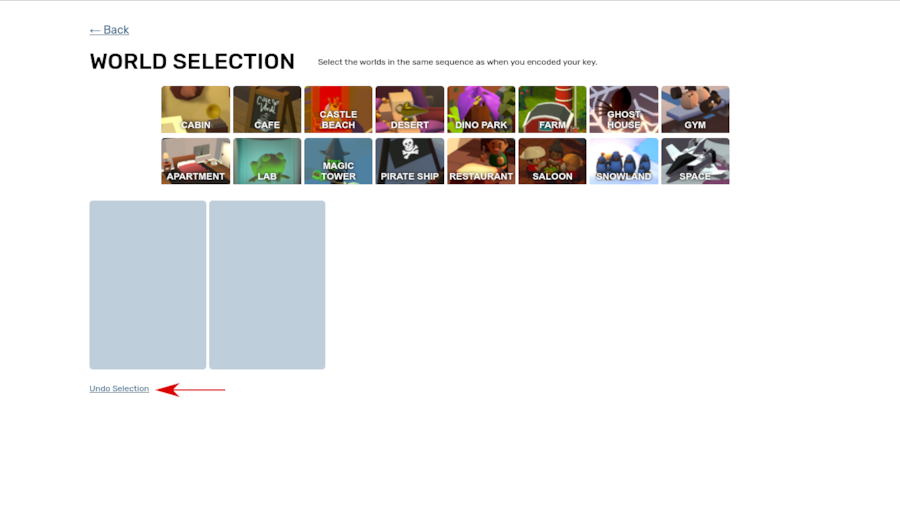 ← Back
WORLD SELECTION
Select the worlds in the same sequence as when you encoded your key.
CABIN
CAFE
CASTLE
BEACH
DESERT
DINO PARK
FARM
GHOST
HOUSE
GYM
APARTMENT
LAB
MAGIC
TOWER
PIRATE SHIP
RESTAURANT
SALOON
SNOWLAND
SPACE
Undo Selection